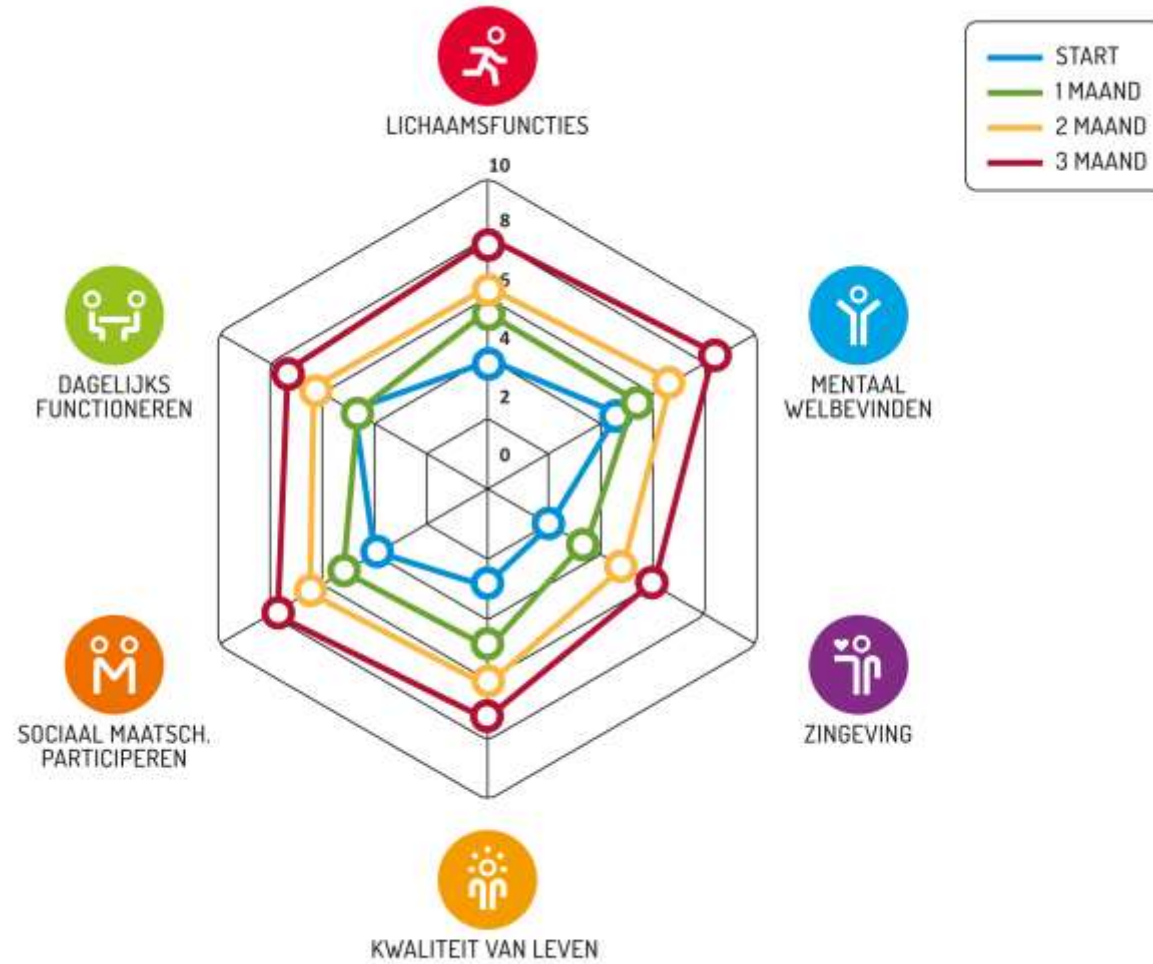 LICHAAMSFUNCTIES
START
1 MAAND
2 MAAND
3 MAAND
10
8
6
4
2
0
DAGELIJKS
FUNCTIONEREN
MENTAAL
WELBEVINDEN
SOCIAAL MAATSCH.
PARTICIPEREN
ZINGEVING
KWALITEIT VAN LEVEN